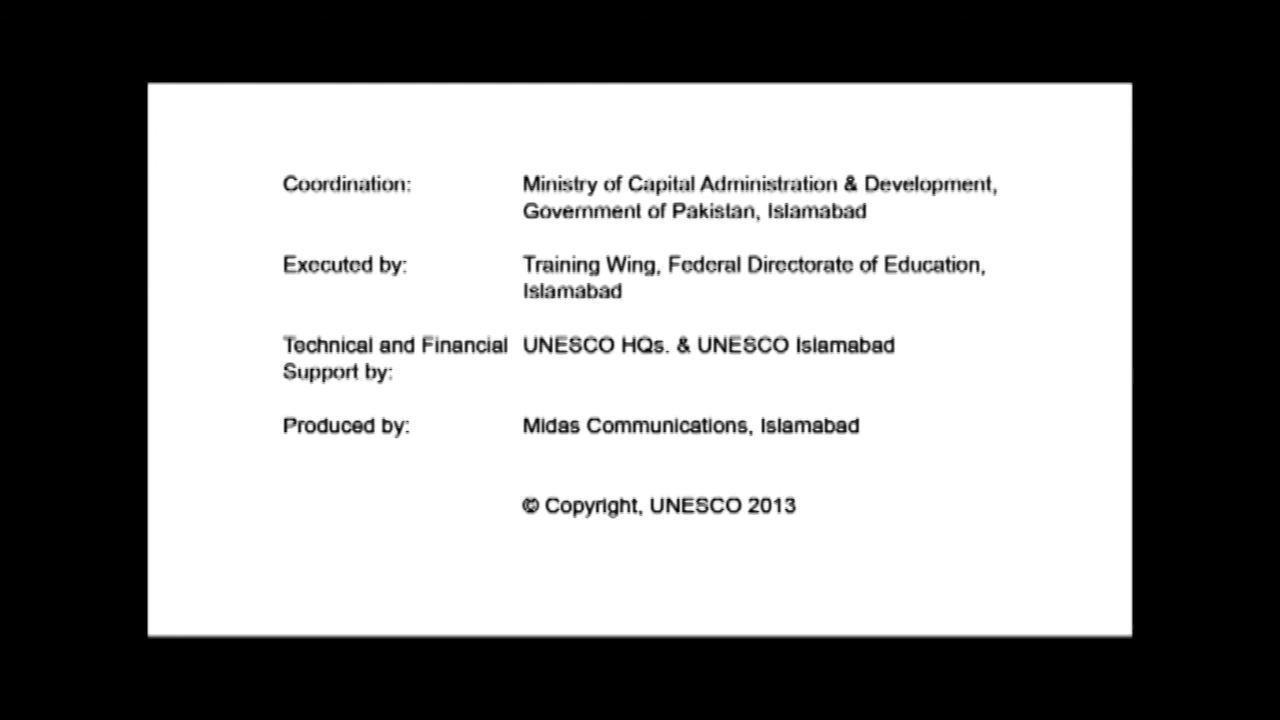 Coordination: Ministry of Capital Administration & Development,
Government of Pakistan, Islamabad
Executed by: Training Wing, Federal Directorate of Education,
Islamabad
Technical and Financial UNESCO HQs. & UNESCO Islamabad
Support by:
Produced by: Midas Communications, Islamabad
© Copyright, UNESCO 2013